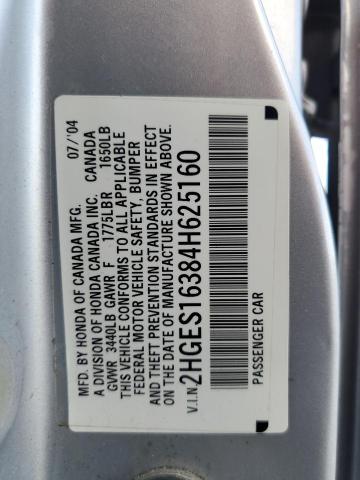 MFD. BY HONDA OF CANADA MFG. 07/'04
A DIVISION OF HONDA CANADA INC. CANADA
GVWR 3440LB GAWR F 1775LB R 1650LB
THIS VEHICLE CONFORMS TO ALL APPLICABLE
FEDERAL MOTOR VEHICLE SAFETY, BUMPER
AND THEFT PREVENTION STANDARDS IN EFFECT
ON THE DATE OF MANUFACTURE SHOWN ABOVE.
V.I.N 2HGES16384H625160
PASSENGER CAR